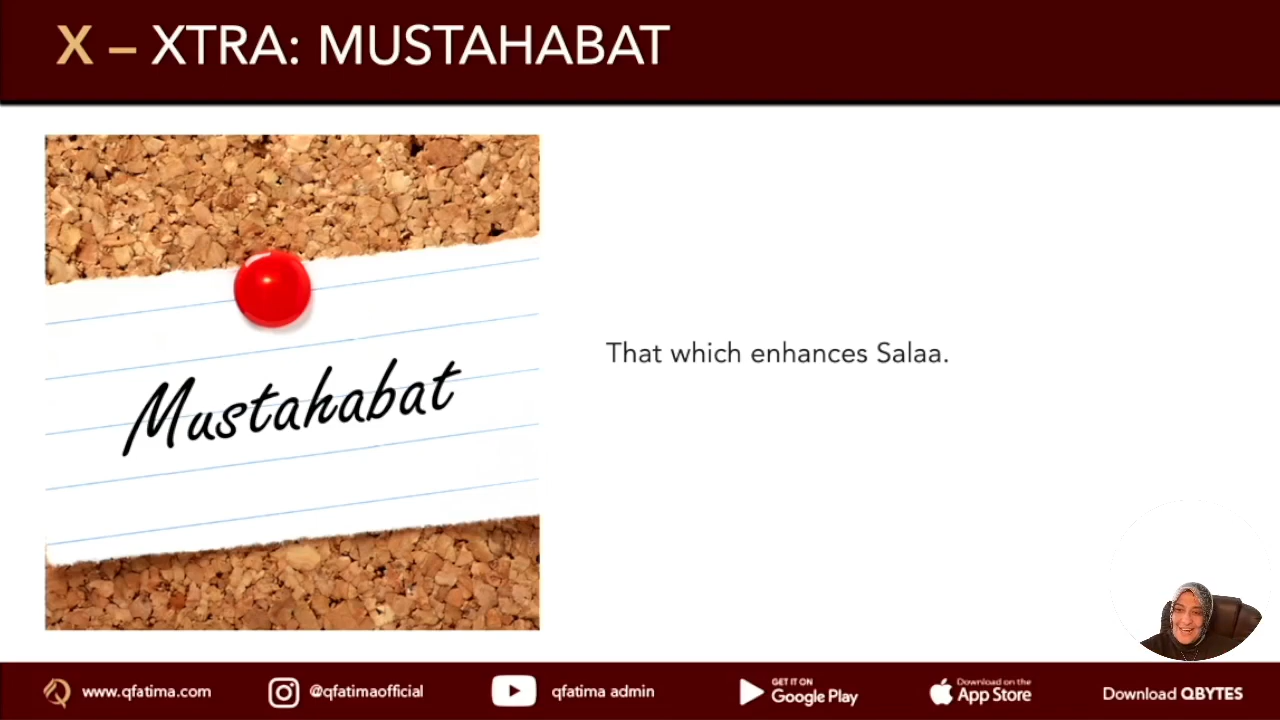 X – XTRA: MUSTAHABAT
Mustahabat
That which enhances Salaa.
www.qfatima.com
@qfatimaofficial
qfatima admin
GET IT ON
Google Play
Download on the
App Store
Download QBYTES